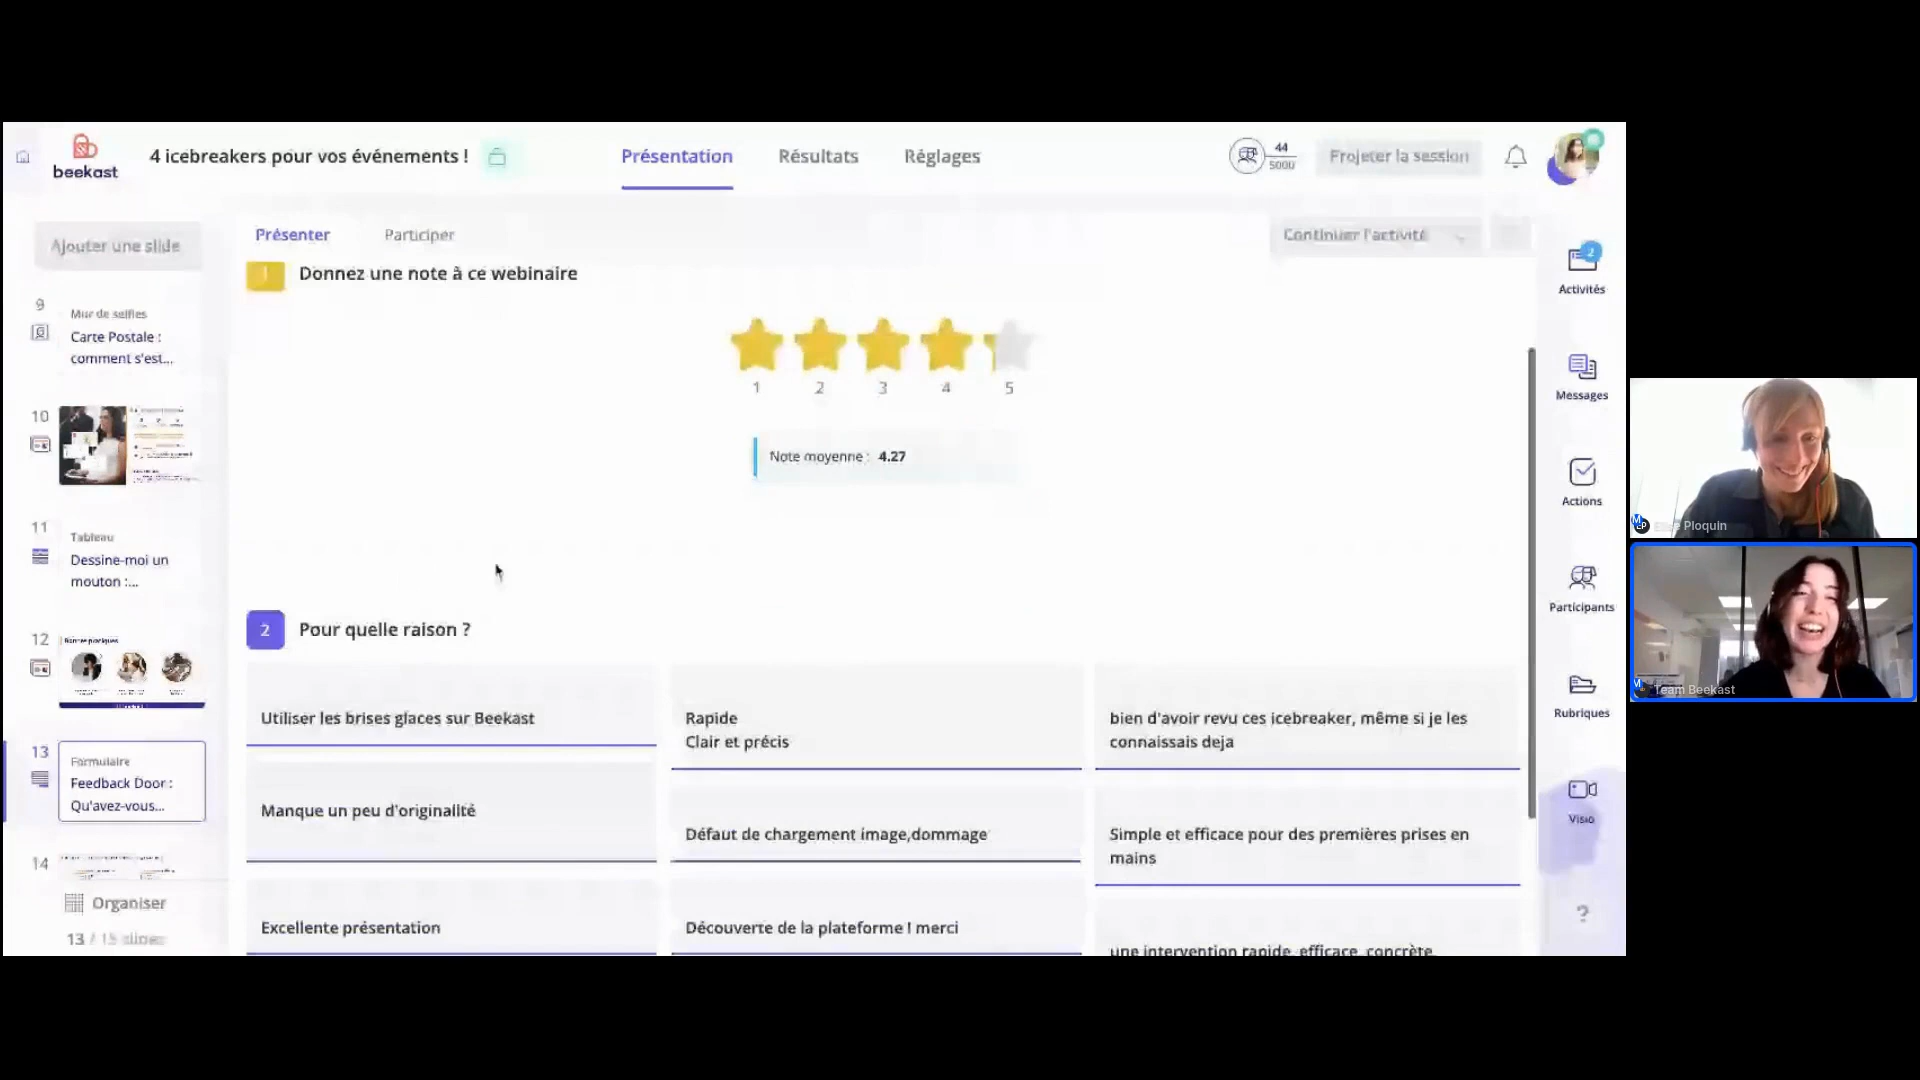 beekast
4 icebreakers pour vos événements !
Présentation
Résultats
Réglages
44
5000
Projeter la session
Ajouter une slide
Présenter
Participer
Continuer l'activité
1
Donnez une note à ce webinaire
1
2
3
4
5
Note moyenne : 4.27
2
Pour quelle raison ?
Utiliser les brises glaces sur Beekast
Rapide
Clair et précis
bien d'avoir revu ces icebreaker, même si je les
connaissais deja
Manque un peu d'originalité
Défaut de chargement image,dommage
Simple et efficace pour des premières prises en
mains
Excellente présentation
Découverte de la plateforme ! merci
une intervention rapide, efficace, concrète
9
Mur de selfies
Carte Postale :
comment s'est...
10
11
Tableau
Dessine-moi un
mouton :...
12
Bonnes pratiques
13
Formulaire
Feedback Door :
Qu'avez-vous...
14
Organiser
13 / 15 slides
2
Activités
Messages
Actions
Participants
Rubriques
Visio
?
EP
Ploquin
Team Beekast